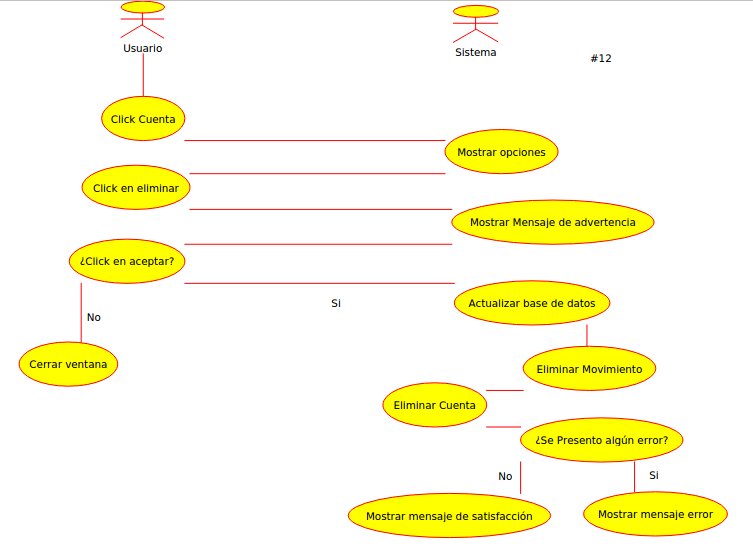 Usuario
Sistema
#12
Click Cuenta
Mostrar opciones
Click en eliminar
Mostrar Mensaje de advertencia
¿Click en aceptar?
Si
Actualizar base de datos
No
Cerrar ventana
Eliminar Movimiento
Eliminar Cuenta
¿Se Presento algún error?
No
Si
Mostrar mensaje de satisfacción
Mostrar mensaje error